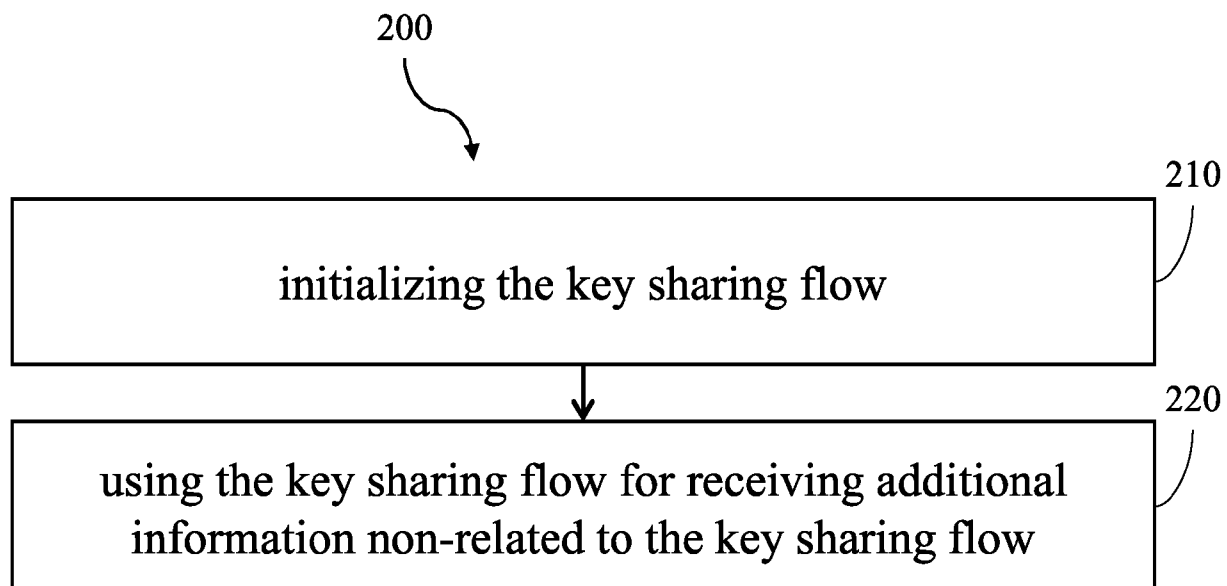 200
210
initializing the key sharing flow
220
using the key sharing flow for receiving additional
information non-related to the key sharing flow